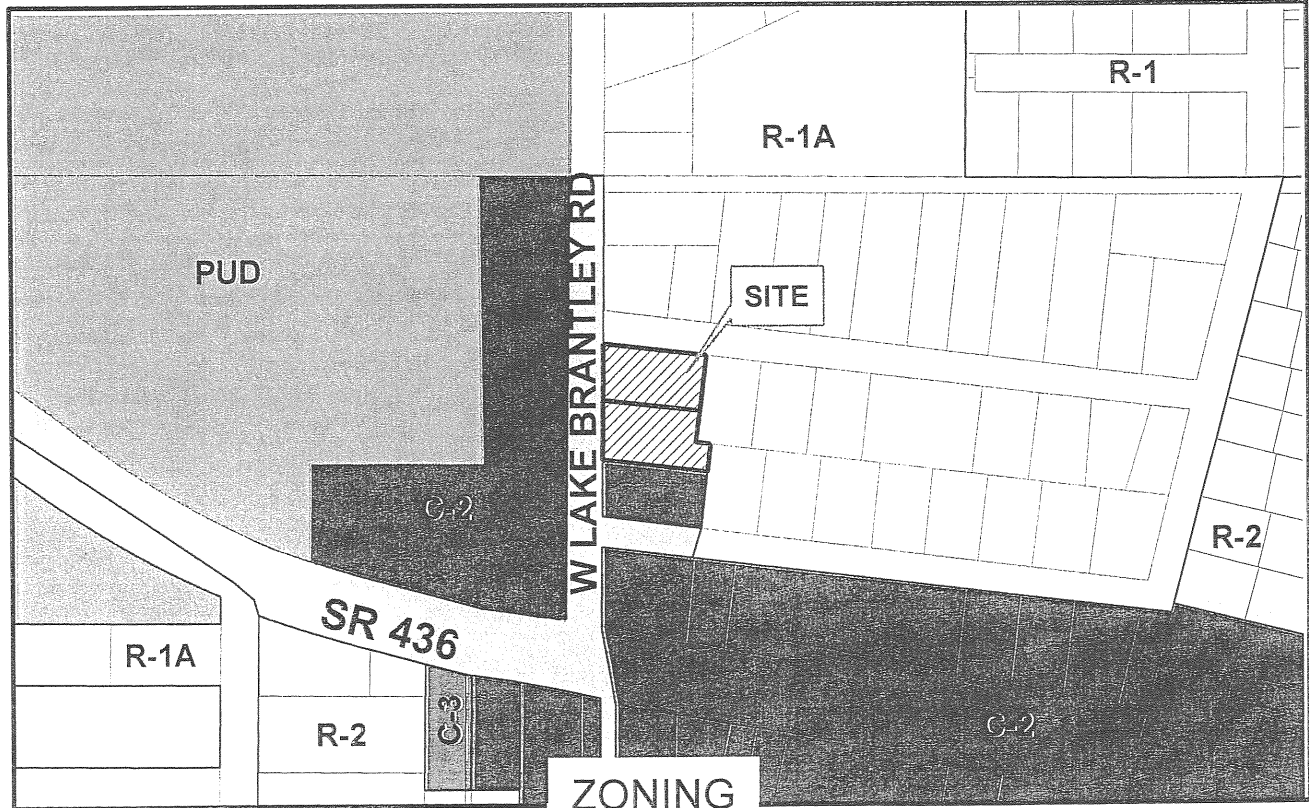 R-1
R-1A
W LAKE BRANTLEY RD
PUD
SITE
C-2
R-2
SR 436
R-1A
C-3
R-2
C-2
ZONING